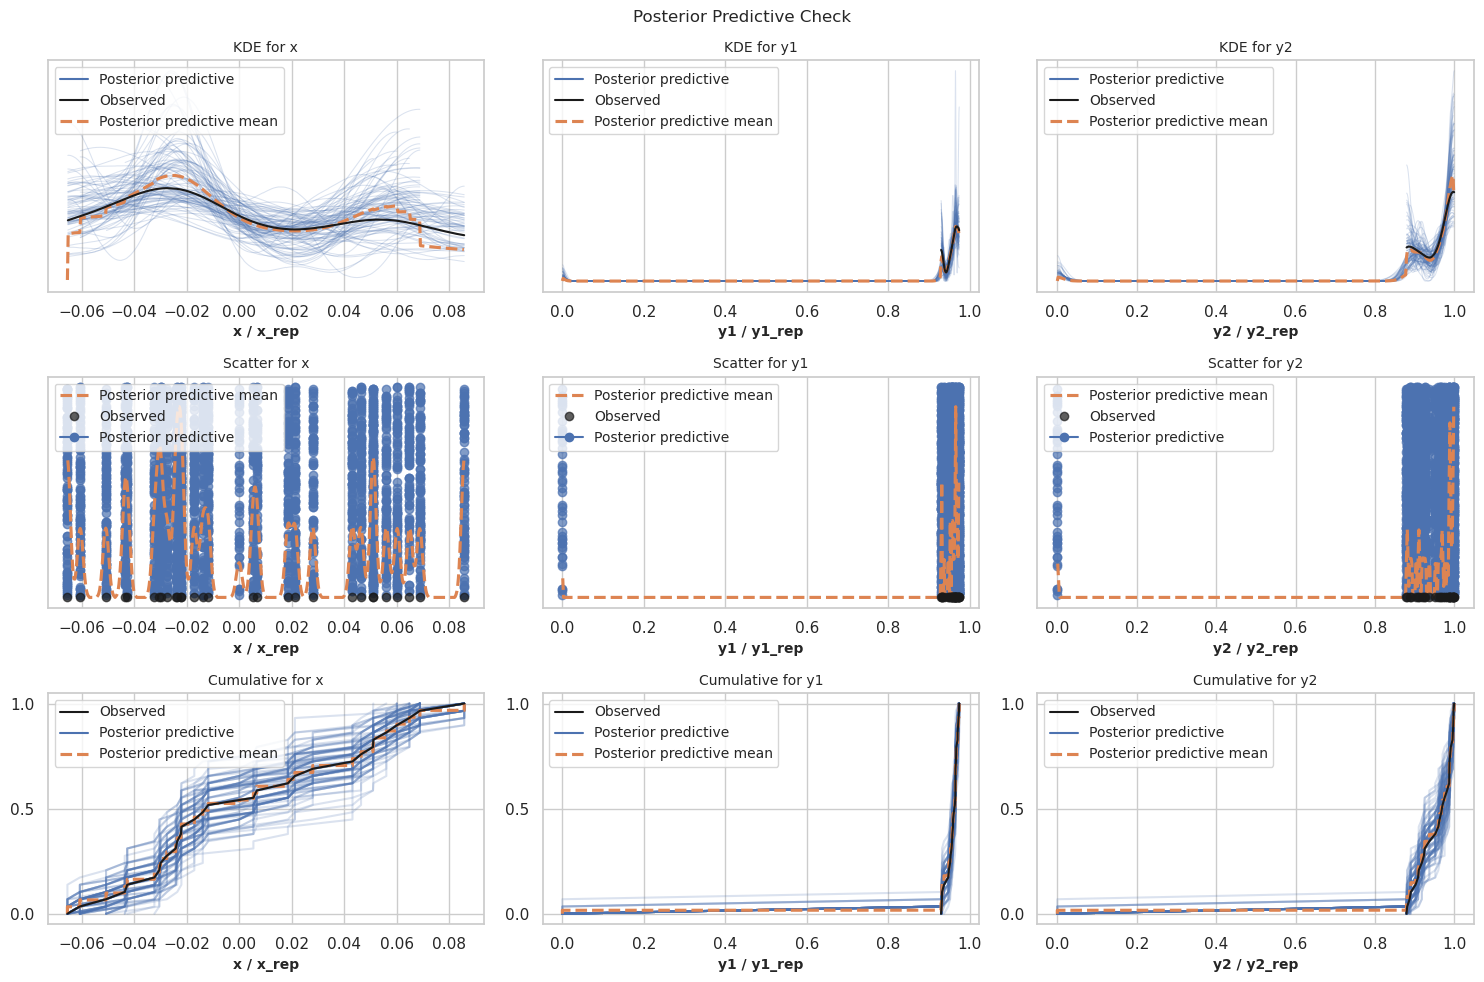 Posterior Predictive Check
KDE for x
Posterior predictive
Observed
Posterior predictive mean
−0.06 −0.04 −0.02 0.00 0.02 0.04 0.06 0.08
x / x_rep
KDE for y1
Posterior predictive
Observed
Posterior predictive mean
0.0 0.2 0.4 0.6 0.8 1.0
y1 / y1_rep
KDE for y2
Posterior predictive
Observed
Posterior predictive mean
0.0 0.2 0.4 0.6 0.8 1.0
y2 / y2_rep
Scatter for x
Posterior predictive mean
Observed
Posterior predictive
−0.06 −0.04 −0.02 0.00 0.02 0.04 0.06 0.08
x / x_rep
Scatter for y1
Posterior predictive mean
Observed
Posterior predictive
0.0 0.2 0.4 0.6 0.8 1.0
y1 / y1_rep
Scatter for y2
Posterior predictive mean
Observed
Posterior predictive
0.0 0.2 0.4 0.6 0.8 1.0
y2 / y2_rep
Cumulative for x
1.0
0.5
0.0
Observed
Posterior predictive
Posterior predictive mean
−0.06 −0.04 −0.02 0.00 0.02 0.04 0.06 0.08
x / x_rep
Cumulative for y1
1.0
0.5
0.0
Observed
Posterior predictive
Posterior predictive mean
0.0 0.2 0.4 0.6 0.8 1.0
y1 / y1_rep
Cumulative for y2
1.0
0.5
0.0
Observed
Posterior predictive
Posterior predictive mean
0.0 0.2 0.4 0.6 0.8 1.0
y2 / y2_rep